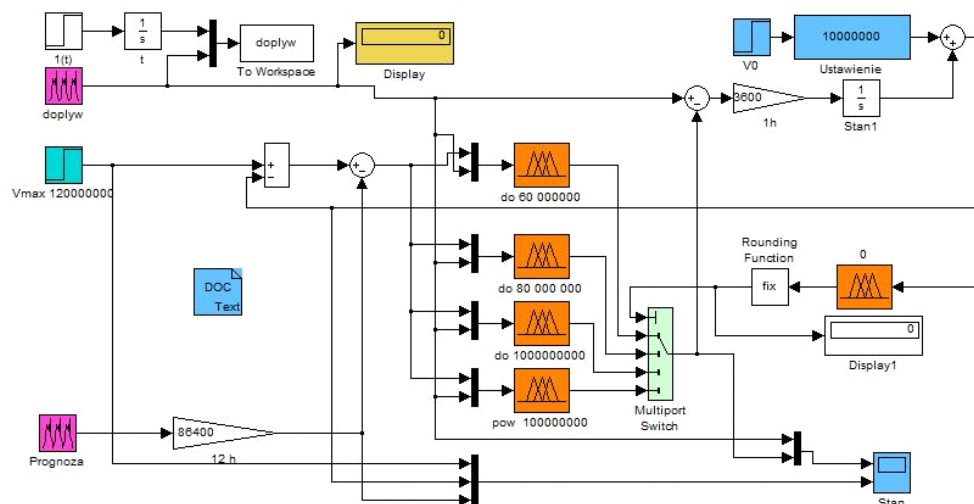 1(t)
1
s
t
doplyw
To Workspace
0
Display
V0
10000000
Ustawienie
+
+
doplyw
+
−
3600
1h
1
s
Stan1
Vmax 120000000
+
−
+
−
do 60 000000
do 80 000 000
do 1000000000
pow 100000000
Multiport
Switch
Rounding
Function
fix
0
0
Display1
DOC
Text
Prognoza
86400
12 h
Stan